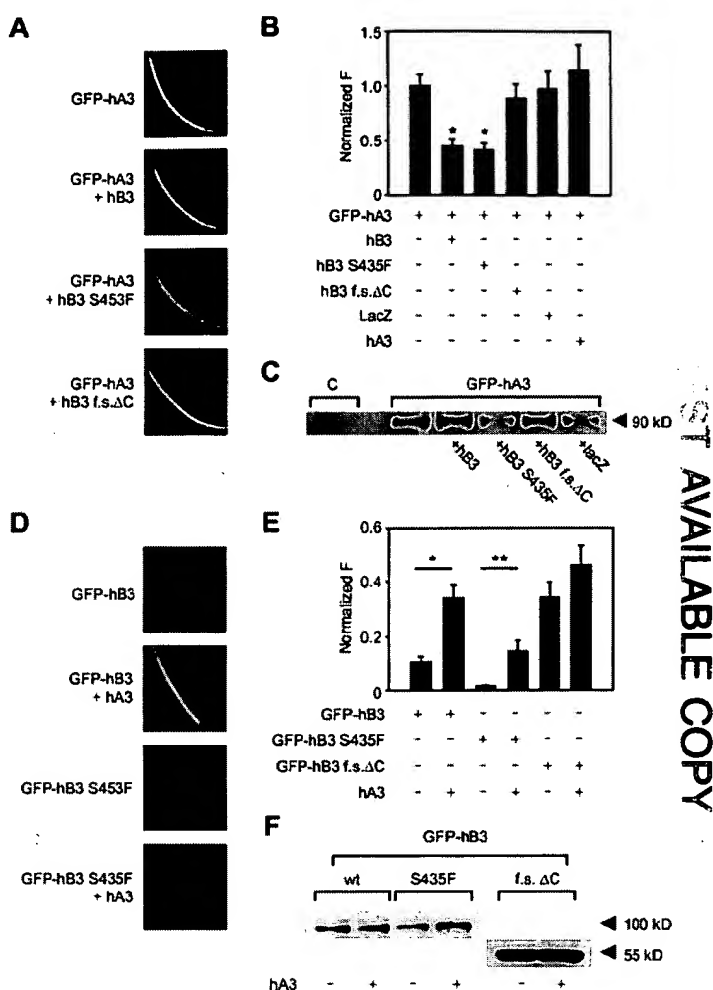 A
GFP-hA3
GFP-hA3
+ hB3
GFP-hA3
+ hB3 S453F
GFP-hA3
+ hB3 f.s.ΔC
B
Normalized F
1.5
1.0
0.5
0
* *
GFP-hA3 + + + + + +
hB3 - + - - - -
hB3 S435F - - + - - -
hB3 f.s.ΔC - - - + - -
LacZ - - - - + -
hA3 - - - - - +
C
C GFP-hA3
90 kD
+hB3
+hB3 S435F
+hB3 f.s.ΔC
+lacZ
D
GFP-hB3
GFP-hB3
+ hA3
GFP-hB3 S453F
GFP-hB3 S435F
+ hA3
E
Normalized F
0.6
0.4
0.2
0
* **
GFP-hB3 + + - - - -
GFP-hB3 S435F - - + + - -
GFP-hB3 f.s.ΔC - - - - + +
hA3 - + - + - +
F
GFP-hB3
wt S435F f.s. ΔC
100 kD
55 kD
hA3 - + - + - +
AVAILABLE COPY